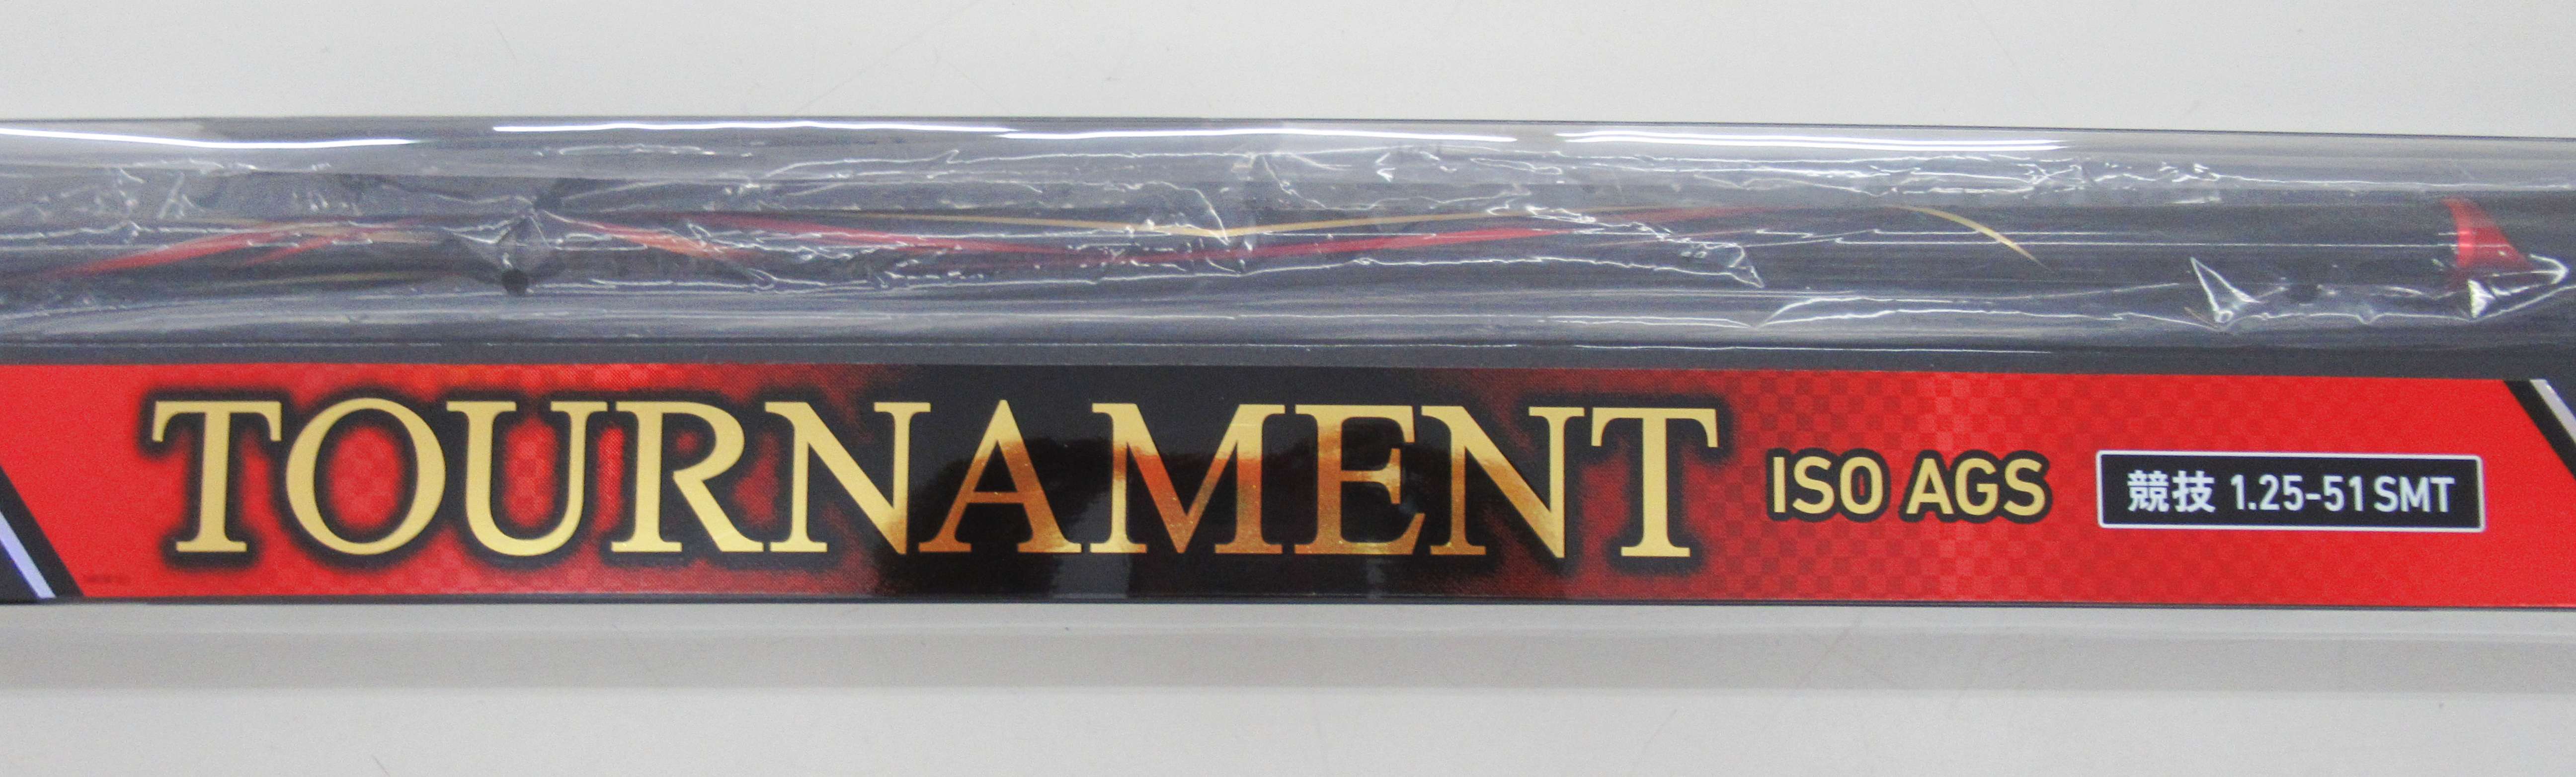 TOURNAMENT ISO AGS 競技 1.25-51 SMT